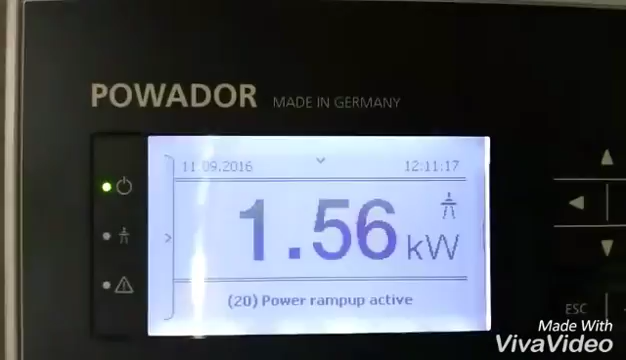 POWADOR MADE IN GERMANY
11.09.2016 12:11:17
1.56 kW
(20) Power rampup active
ESC
Made With
VivaVideo